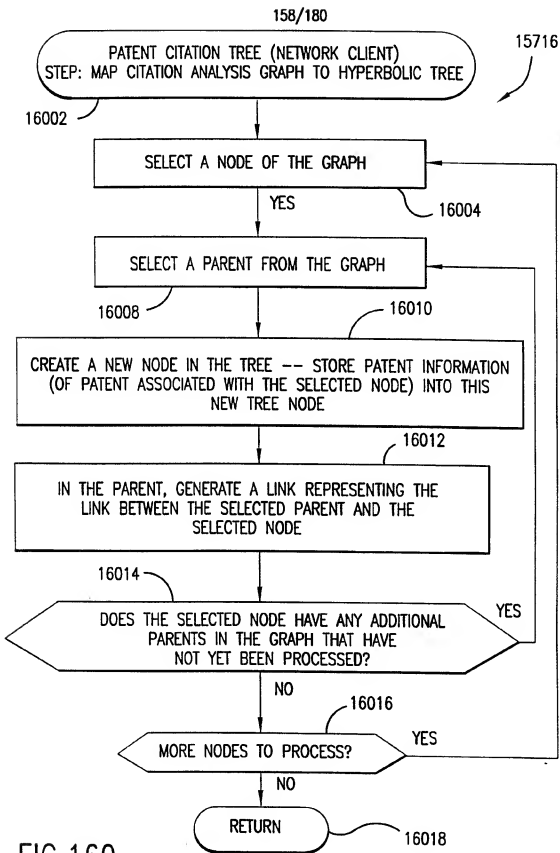 158/180
PATENT CITATION TREE (NETWORK CLIENT)
STEP: MAP CITATION ANALYSIS GRAPH TO HYPERBOLIC TREE
15716
16002
SELECT A NODE OF THE GRAPH
YES
16004
SELECT A PARENT FROM THE GRAPH
16008
16010
CREATE A NEW NODE IN THE TREE -- STORE PATENT INFORMATION
(OF PATENT ASSOCIATED WITH THE SELECTED NODE) INTO THIS
NEW TREE NODE
16012
IN THE PARENT, GENERATE A LINK REPRESENTING THE
LINK BETWEEN THE SELECTED PARENT AND THE
SELECTED NODE
16014
DOES THE SELECTED NODE HAVE ANY ADDITIONAL
PARENTS IN THE GRAPH THAT HAVE
NOT YET BEEN PROCESSED?
YES
NO
16016
MORE NODES TO PROCESS?
YES
NO
RETURN
16018
FIG.160